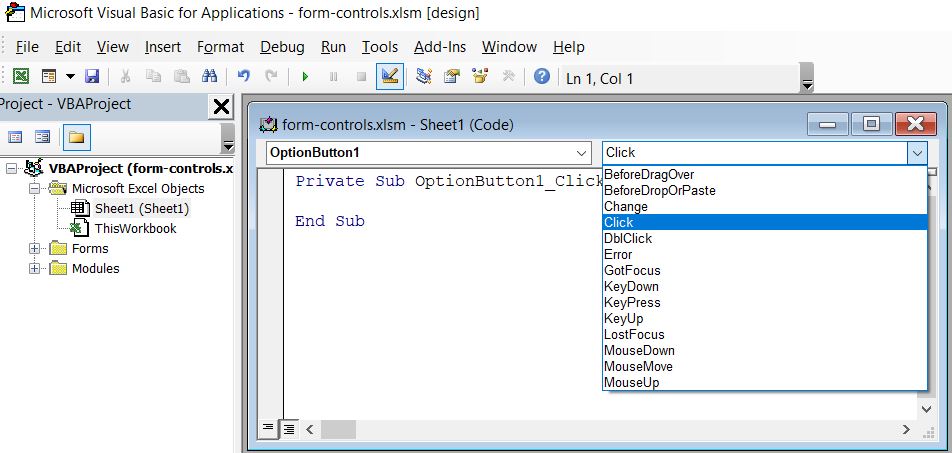 Microsoft Visual Basic for Applications - form-controls.xlsm [design]
File Edit View Insert Format Debug Run Tools Add-Ins Window Help
Ln 1, Col 1
Project - VBAProject
VBAProject (form-controls.x
Microsoft Excel Objects
Sheet1 (Sheet1)
ThisWorkbook
Forms
Modules
form-controls.xlsm - Sheet1 (Code)
OptionButton1
Click
Private Sub OptionButton1_Click
End Sub
BeforeDragOver
BeforeDropOrPaste
Change
Click
DblClick
Error
GotFocus
KeyDown
KeyPress
KeyUp
LostFocus
MouseDown
MouseMove
MouseUp